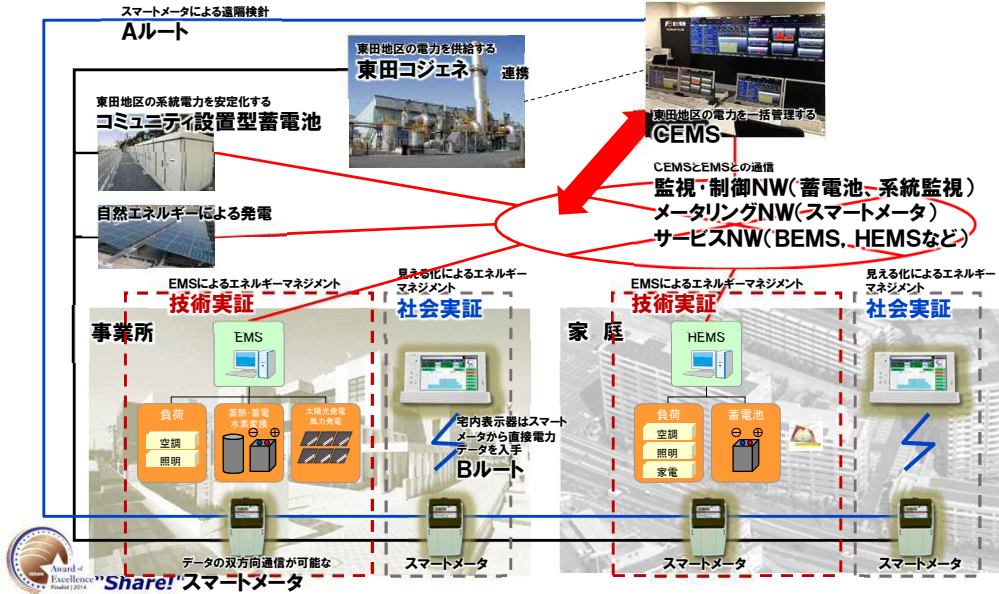 スマートメータによる遠隔検針
Aルート
東田地区の電力を供給する
東田コジェネ
連携
東田地区の系統電力を安定化する
コミュニティ設置型蓄電池
東田地区の電力を一括管理する
CEMS
CEMSとEMSとの通信
監視・制御NW(蓄電池、系統監視)
メータリングNW(スマートメータ)
サービスNW(BEMS, HEMSなど)
自然エネルギーによる発電
EMSによるエネルギーマネジメント
技術実証
見える化によるエネルギー
マネジメント
社会実証
EMSによるエネルギーマネジメント
技術実証
見える化によるエネルギー
マネジメント
社会実証
事業所
EMS
負荷
空調
照明
蓄熱・蓄電
水素変換
太陽光発電
風力発電
宅内表示器はスマート
メータから直接電力
データを入手
Bルート
家 庭
HEMS
負荷
空調
照明
家電
蓄電池
データの双方向通信が可能な
スマートメータ
スマートメータ
スマートメータ
スマートメータ
ISGAN
Award of
Excellence
Finalist | 2014
"Share!"